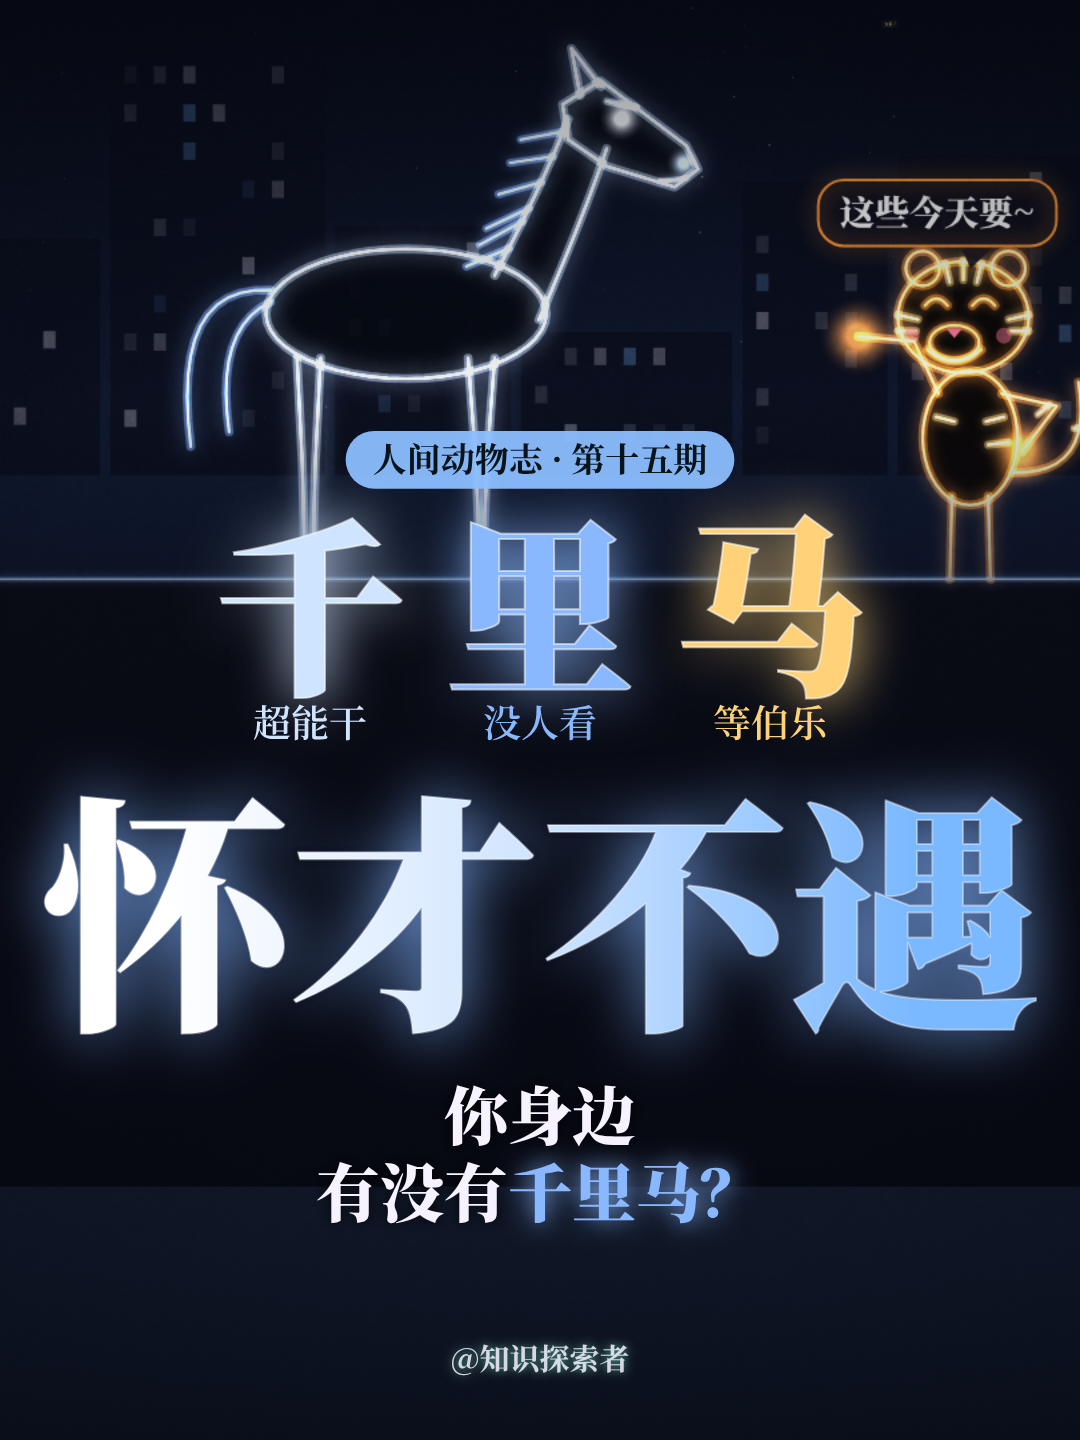 这些今天要~
人间动物志 · 第十五期
千里马
超能干 没人看 等伯乐
怀才不遇
你身边
有没有千里马?
@知识探索者